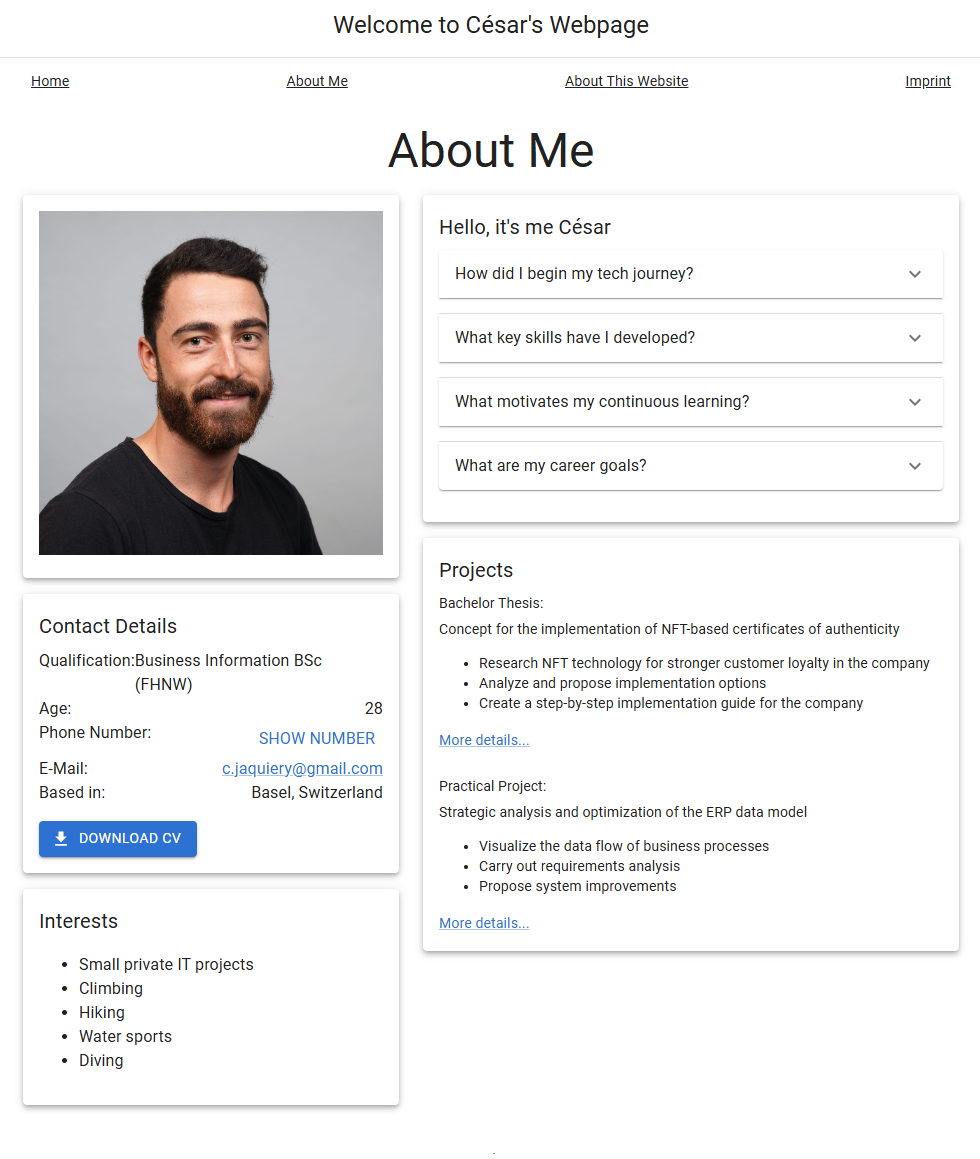 Welcome to César's Webpage
Home About Me About This Website Imprint
About Me
Hello, it's me César
How did I begin my tech journey?
What key skills have I developed?
What motivates my continuous learning?
What are my career goals?
Contact Details
Qualification:Business Information BSc
(FHNW)
Age: 28
Phone Number: SHOW NUMBER
E-Mail: c.jaquiery@gmail.com
Based in: Basel, Switzerland
DOWNLOAD CV
Interests
Small private IT projects
Climbing
Hiking
Water sports
Diving
Projects
Bachelor Thesis:
Concept for the implementation of NFT-based certificates of authenticity
Research NFT technology for stronger customer loyalty in the company
Analyze and propose implementation options
Create a step-by-step implementation guide for the company
More details...
Practical Project:
Strategic analysis and optimization of the ERP data model
Visualize the data flow of business processes
Carry out requirements analysis
Propose system improvements
More details...